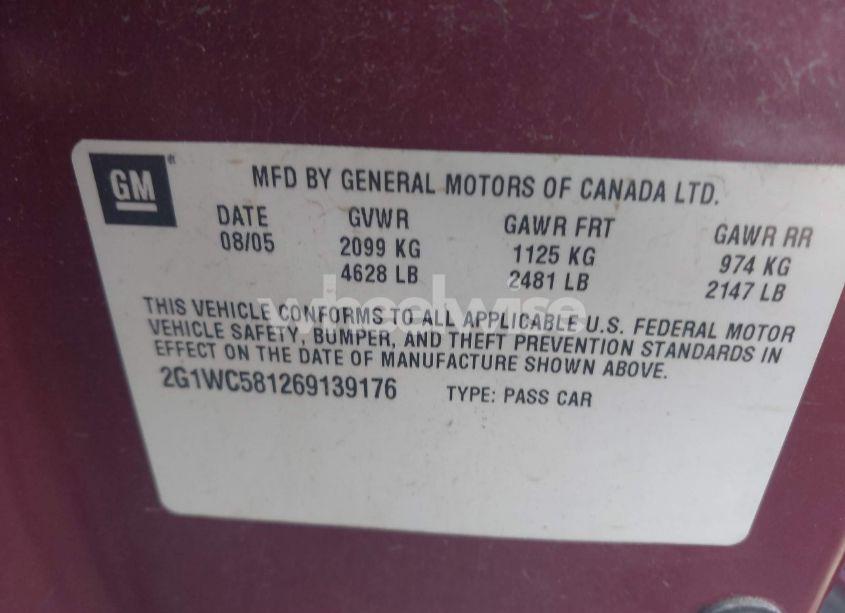 GM
MFD BY GENERAL MOTORS OF CANADA LTD.
DATE GVWR GAWR FRT GAWR RR
08/05 2099 KG 1125 KG 974 KG
4628 LB 2481 LB 2147 LB
wheelwise
THIS VEHICLE CONFORMS TO ALL APPLICABLE U.S. FEDERAL MOTOR
VEHICLE SAFETY, BUMPER, AND THEFT PREVENTION STANDARDS IN
EFFECT ON THE DATE OF MANUFACTURE SHOWN ABOVE.
2G1WC581269139176 TYPE: PASS CAR